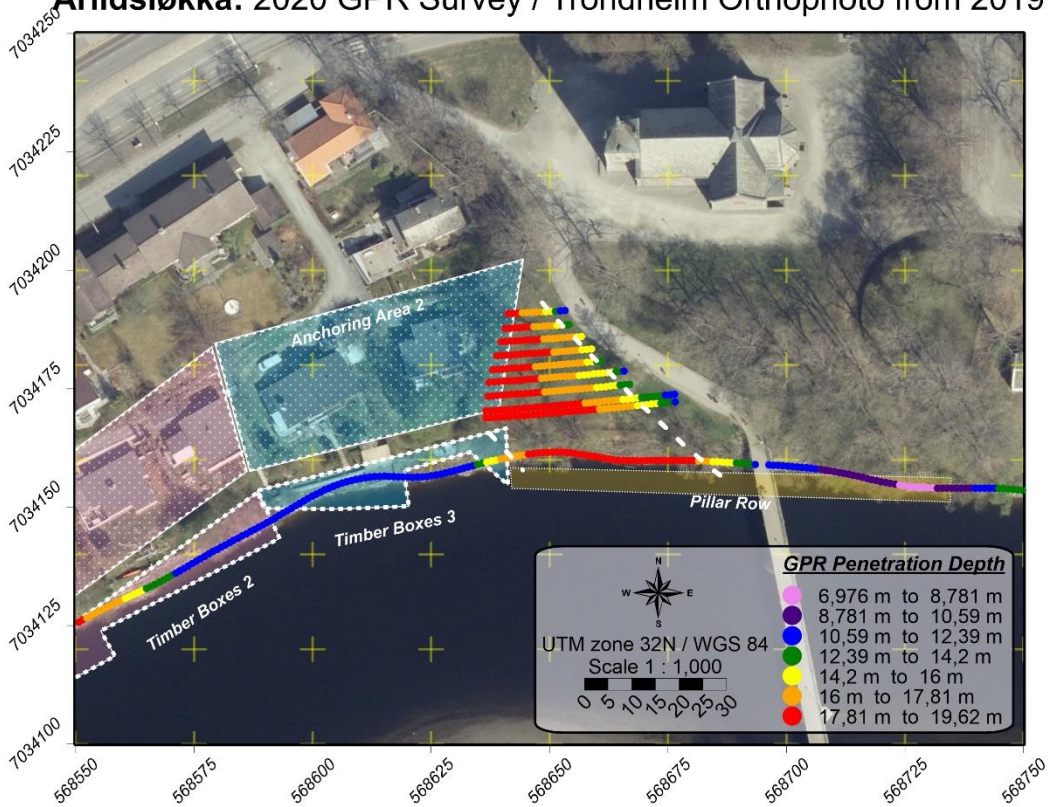 Arildsløkka: 2020 GPR Survey / Trondheim Orthophoto from 2019
7034250
7034225
7034200
7034175
7034150
7034125
7034100
Anchoring Area 2
Timber Boxes 3
Timber Boxes 2
Pillar Row
N
W E
S
UTM zone 32N / WGS 84
Scale 1 : 1,000
0 5 10 15 20 25 30
GPR Penetration Depth
6,976 m to 8,781 m
8,781 m to 10,59 m
10,59 m to 12,39 m
12,39 m to 14,2 m
14,2 m to 16 m
16 m to 17,81 m
17,81 m to 19,62 m
568550 568575 568600 568625 568650 568675 568700 568725 568750